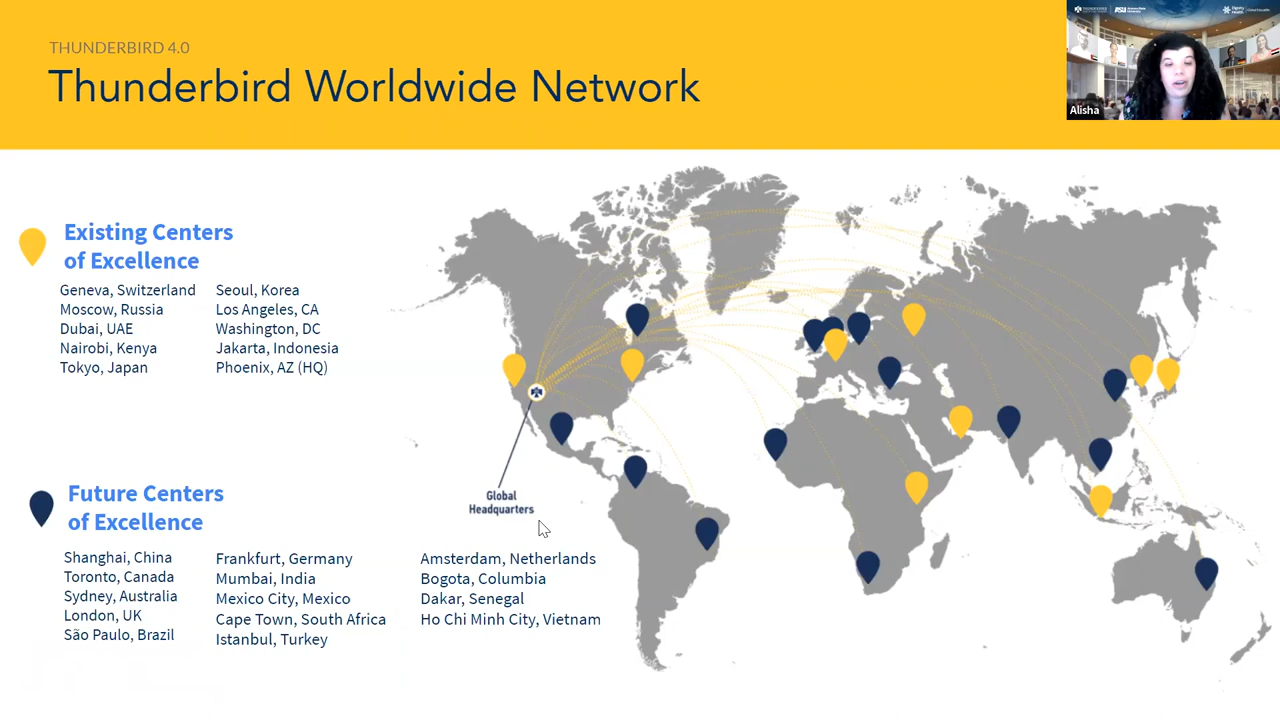 THUNDERBIRD 4.0
Thunderbird Worldwide Network
Alisha
Existing Centers
of Excellence
Geneva, Switzerland
Moscow, Russia
Dubai, UAE
Nairobi, Kenya
Tokyo, Japan
Seoul, Korea
Los Angeles, CA
Washington, DC
Jakarta, Indonesia
Phoenix, AZ (HQ)
Global
Headquarters
Future Centers
of Excellence
Shanghai, China
Toronto, Canada
Sydney, Australia
London, UK
São Paulo, Brazil
Frankfurt, Germany
Mumbai, India
Mexico City, Mexico
Cape Town, South Africa
Istanbul, Turkey
Amsterdam, Netherlands
Bogota, Columbia
Dakar, Senegal
Ho Chi Minh City, Vietnam